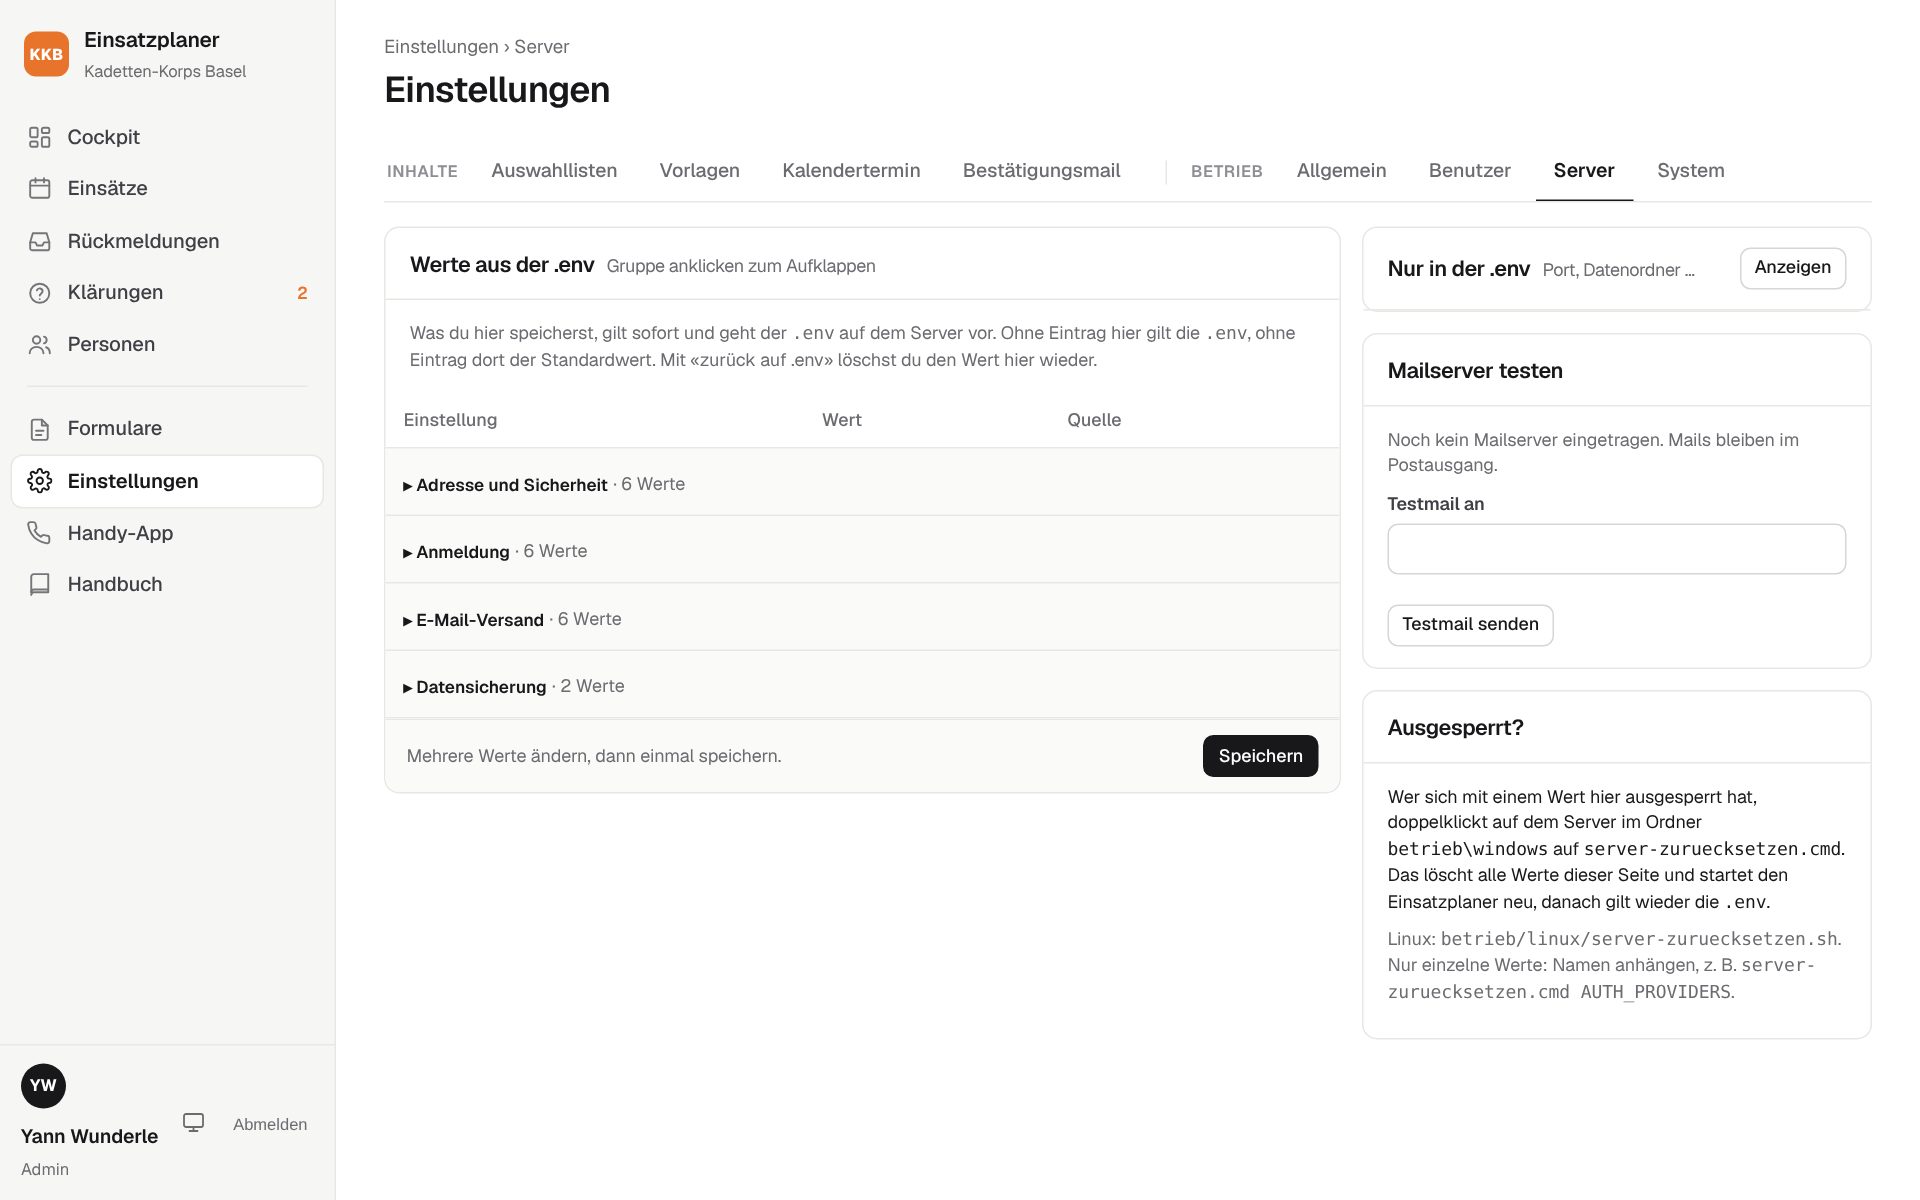 KKB
Einsatzplaner
Kadetten-Korps Basel
Cockpit
Einsätze
Rückmeldungen
Klärungen 2
Personen
Formulare
Einstellungen
Handy-App
Handbuch
YW
Yann Wunderle
Admin
Abmelden
Einstellungen › Server
Einstellungen
INHALTE Auswahllisten Vorlagen Kalendertermin Bestätigungsmail BETRIEB Allgemein Benutzer Server System
Werte aus der .env Gruppe anklicken zum Aufklappen
Was du hier speicherst, gilt sofort und geht der .env auf dem Server vor. Ohne Eintrag hier gilt die .env, ohne
Eintrag dort der Standardwert. Mit «zurück auf .env» löschst du den Wert hier wieder.
Einstellung Wert Quelle
▸ Adresse und Sicherheit · 6 Werte
▸ Anmeldung · 6 Werte
▸ E-Mail-Versand · 6 Werte
▸ Datensicherung · 2 Werte
Mehrere Werte ändern, dann einmal speichern. Speichern
Nur in der .env Port, Datenordner ... Anzeigen
Mailserver testen
Noch kein Mailserver eingetragen. Mails bleiben im
Postausgang.
Testmail an
Testmail senden
Ausgesperrt?
Wer sich mit einem Wert hier ausgesperrt hat,
doppelklickt auf dem Server im Ordner
betrieb\windows auf server-zuruecksetzen.cmd.
Das löscht alle Werte dieser Seite und startet den
Einsatzplaner neu, danach gilt wieder die .env.
Linux: betrieb/linux/server-zuruecksetzen.sh.
Nur einzelne Werte: Namen anhängen, z. B. server-
zuruecksetzen.cmd AUTH_PROVIDERS.